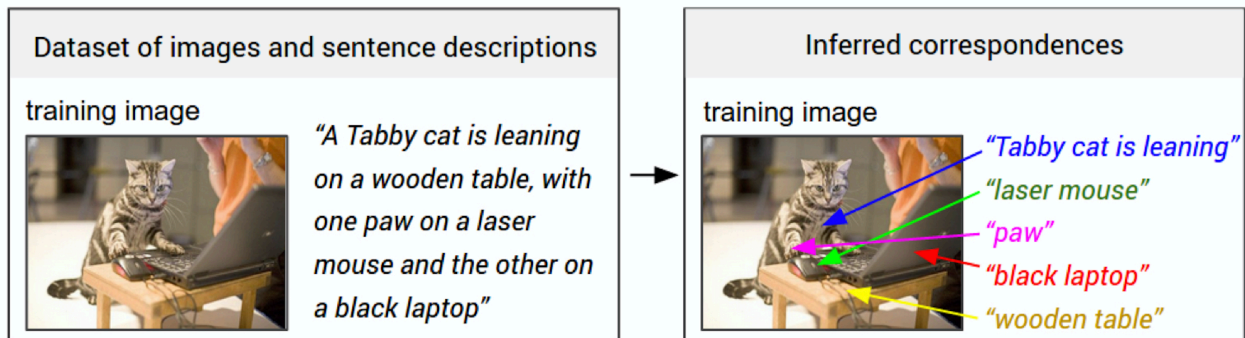 Dataset of images and sentence descriptions
training image
“A Tabby cat is leaning
on a wooden table, with
one paw on a laser
mouse and the other on
a black laptop”
Inferred correspondences
training image
“Tabby cat is leaning”
“laser mouse”
“paw”
“black laptop”
“wooden table”